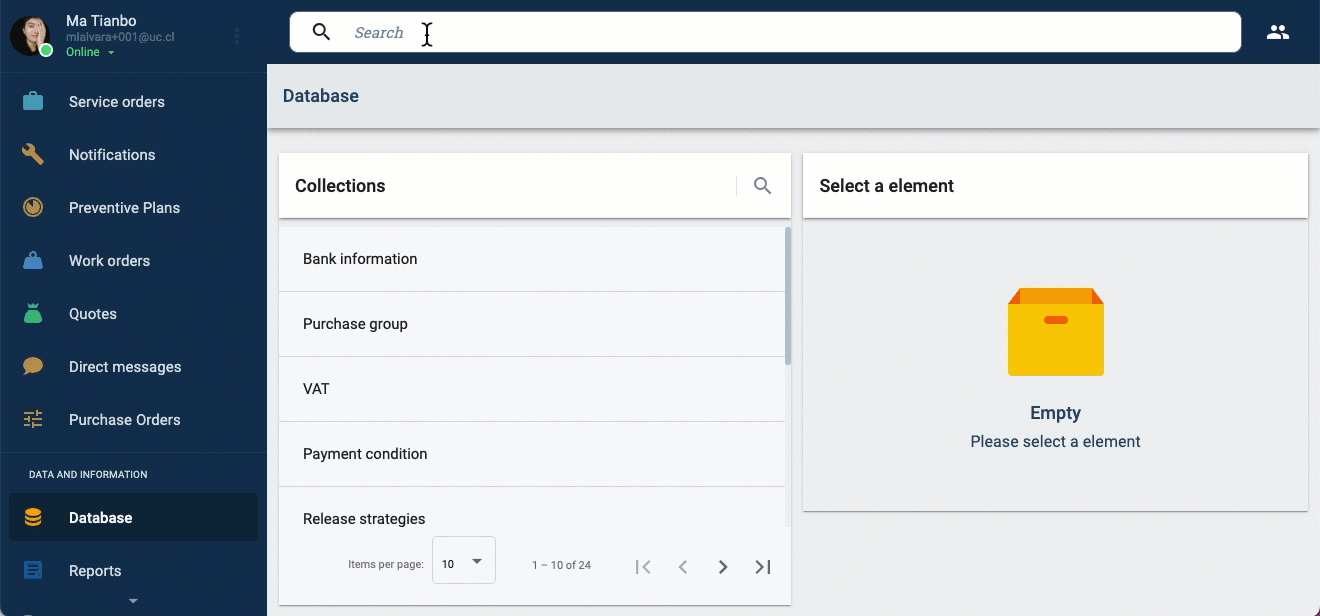 Ma Tianbo
mlalvara+001@uc.cl
Online
Search
Service orders
Notifications
Preventive Plans
Work orders
Quotes
Direct messages
Purchase Orders
DATA AND INFORMATION
Database
Reports
Database
Collections
Bank information
Purchase group
VAT
Payment condition
Release strategies
Items per page: 10 1 – 10 of 24
Select a element
Empty
Please select a element